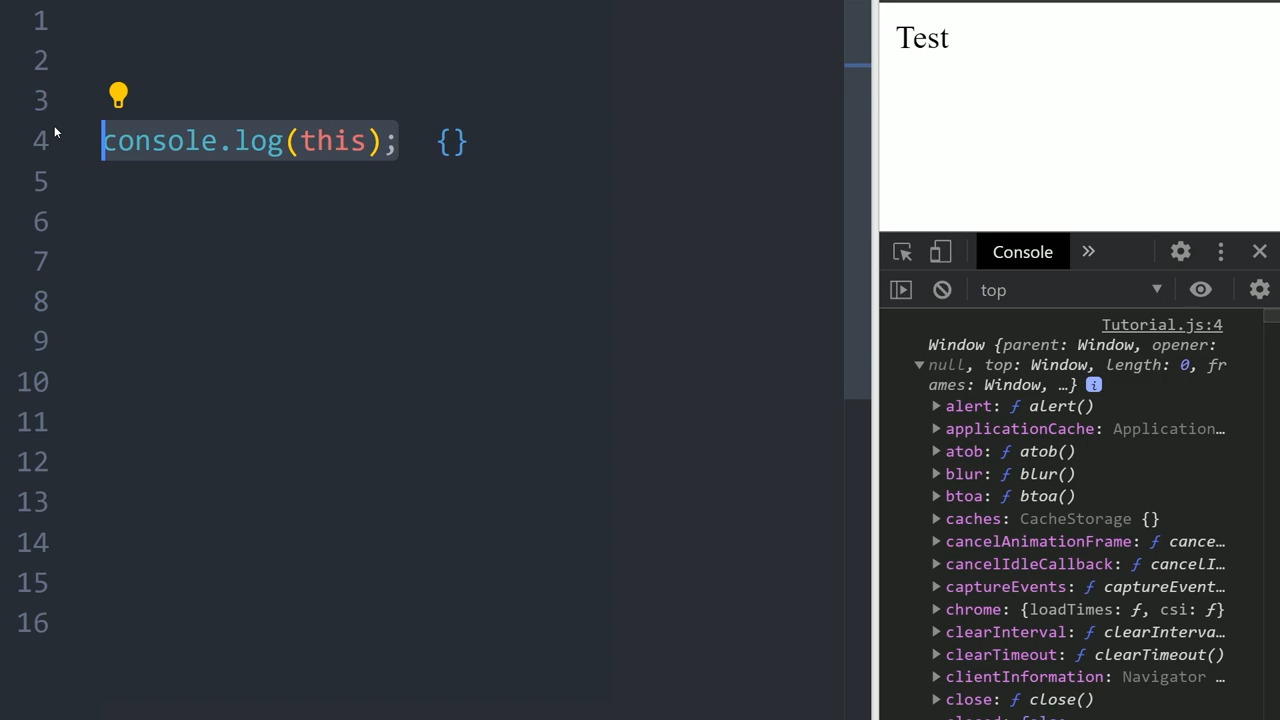 1
2
3
4 console.log(this); {}
5
6
7
8
9
10
11
12
13
14
15
16
Test
Console »
top
Tutorial.js:4
Window {parent: Window, opener:
null, top: Window, length: 0, fr
ames: Window, …} i
alert: ƒ alert()
applicationCache: Application…
atob: ƒ atob()
blur: ƒ blur()
btoa: ƒ btoa()
caches: CacheStorage {}
cancelAnimationFrame: ƒ cance…
cancelIdleCallback: ƒ cancelI…
captureEvents: ƒ captureEvent…
chrome: {loadTimes: ƒ, csi: ƒ}
clearInterval: ƒ clearInterva…
clearTimeout: ƒ clearTimeout()
clientInformation: Navigator …
close: ƒ close()
closed: false